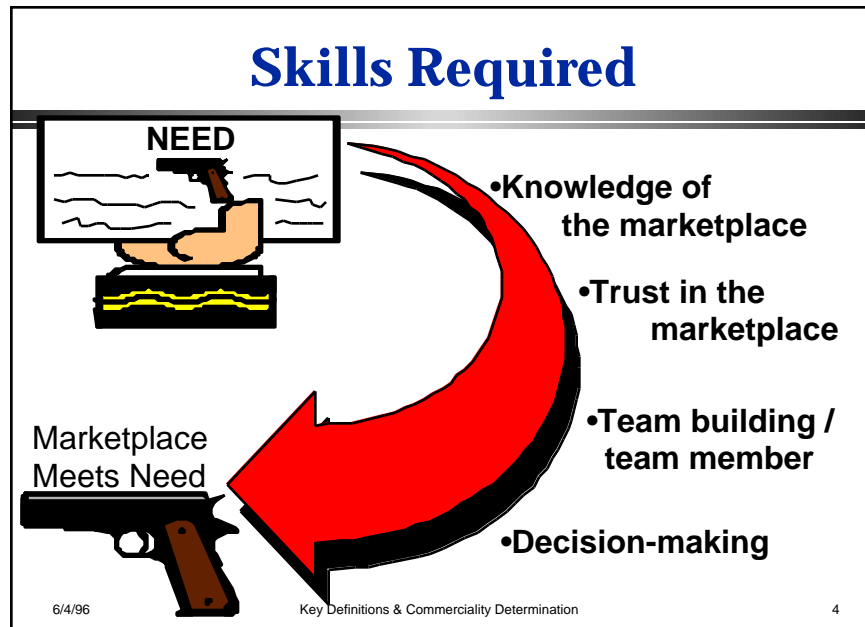 Skills Required
NEED
•Knowledge of
the marketplace
•Trust in the
marketplace
•Team building /
team member
•Decision-making
Marketplace
Meets Need
6/4/96 Key Definitions & Commerciality Determination 4